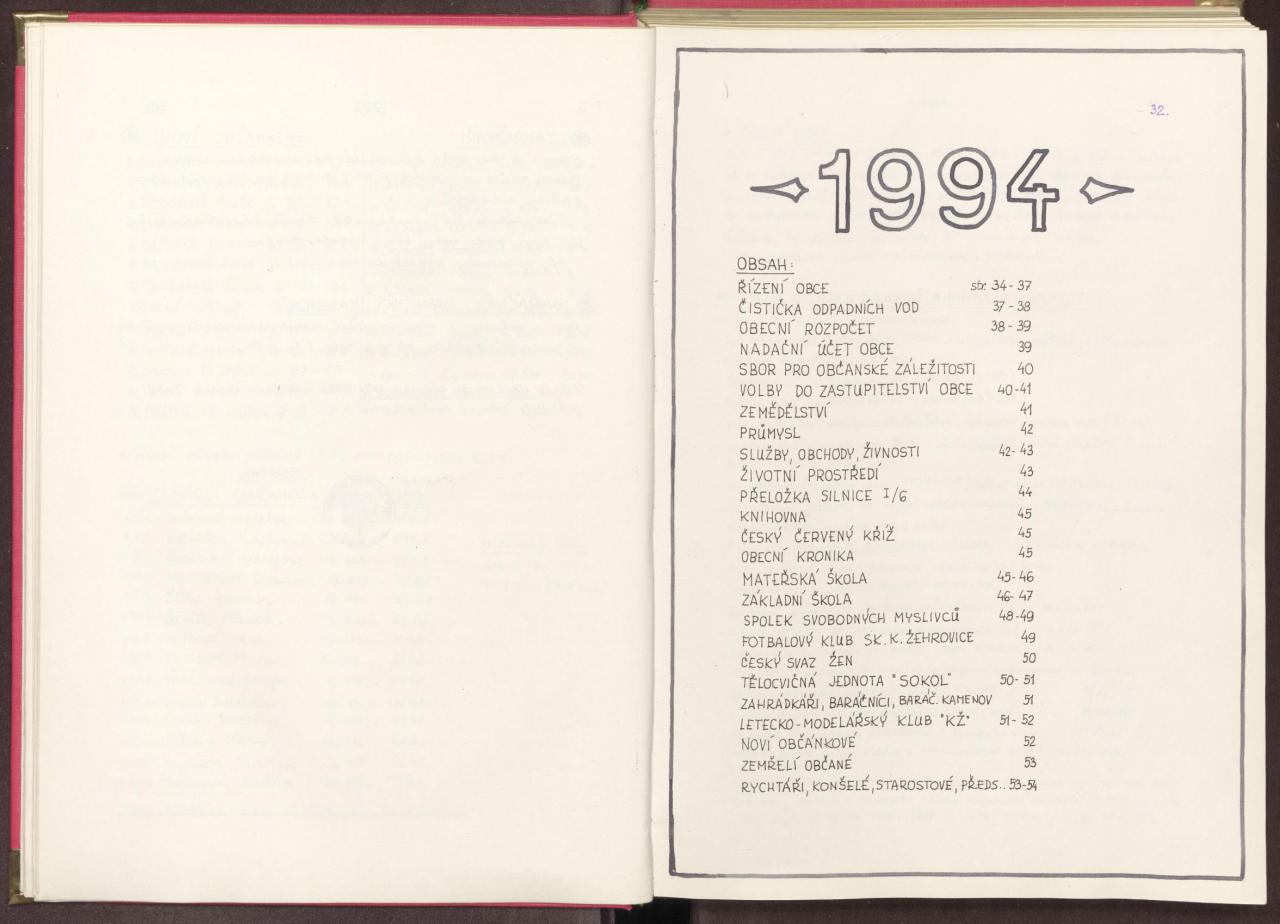 32.
1994
OBSAH:
ŘÍZENÍ OBCE str. 34-37
ČISTIČKA ODPADNÍCH VOD 37-38
OBECNÍ ROZPOČET 38-39
NADAČNÍ ÚČET OBCE 39
SBOR PRO OBČANSKÉ ZÁLEŽITOSTI 40
VOLBY DO ZASTUPITELSTVÍ OBCE 40-41
ZEMĚDĚLSTVÍ 41
PRŮMYSL 42
SLUŽBY, OBCHODY, ŽIVNOSTI 42-43
ŽIVOTNÍ PROSTŘEDÍ 43
PŘELOŽKA SILNICE I/6 44
KNIHOVNA 45
ČESKÝ ČERVENÝ KŘÍŽ 45
OBECNÍ KRONIKA 45
MATEŘSKÁ ŠKOLA 45-46
ZÁKLADNÍ ŠKOLA 46-47
SPOLEK SVOBODNÝCH MYSLIVCŮ 48-49
FOTBALOVÝ KLUB SK. K. ŽEHROVICE 49
ČESKÝ SVAZ ŽEN 50
TĚLOCVIČNÁ JEDNOTA "SOKOL" 50-51
ZAHRÁDKÁŘI, BARÁČNÍCI, BARÁČ. KAMENOV 51
LETECKO-MODELÁŘSKÝ KLUB "KŽ" 51-52
NOVÍ OBČÁNKOVÉ 52
ZEMŘELÍ OBČANÉ 53
RYCHTÁŘI, KONŠELÉ, STAROSTOVÉ, PŘEDS.. 53-54